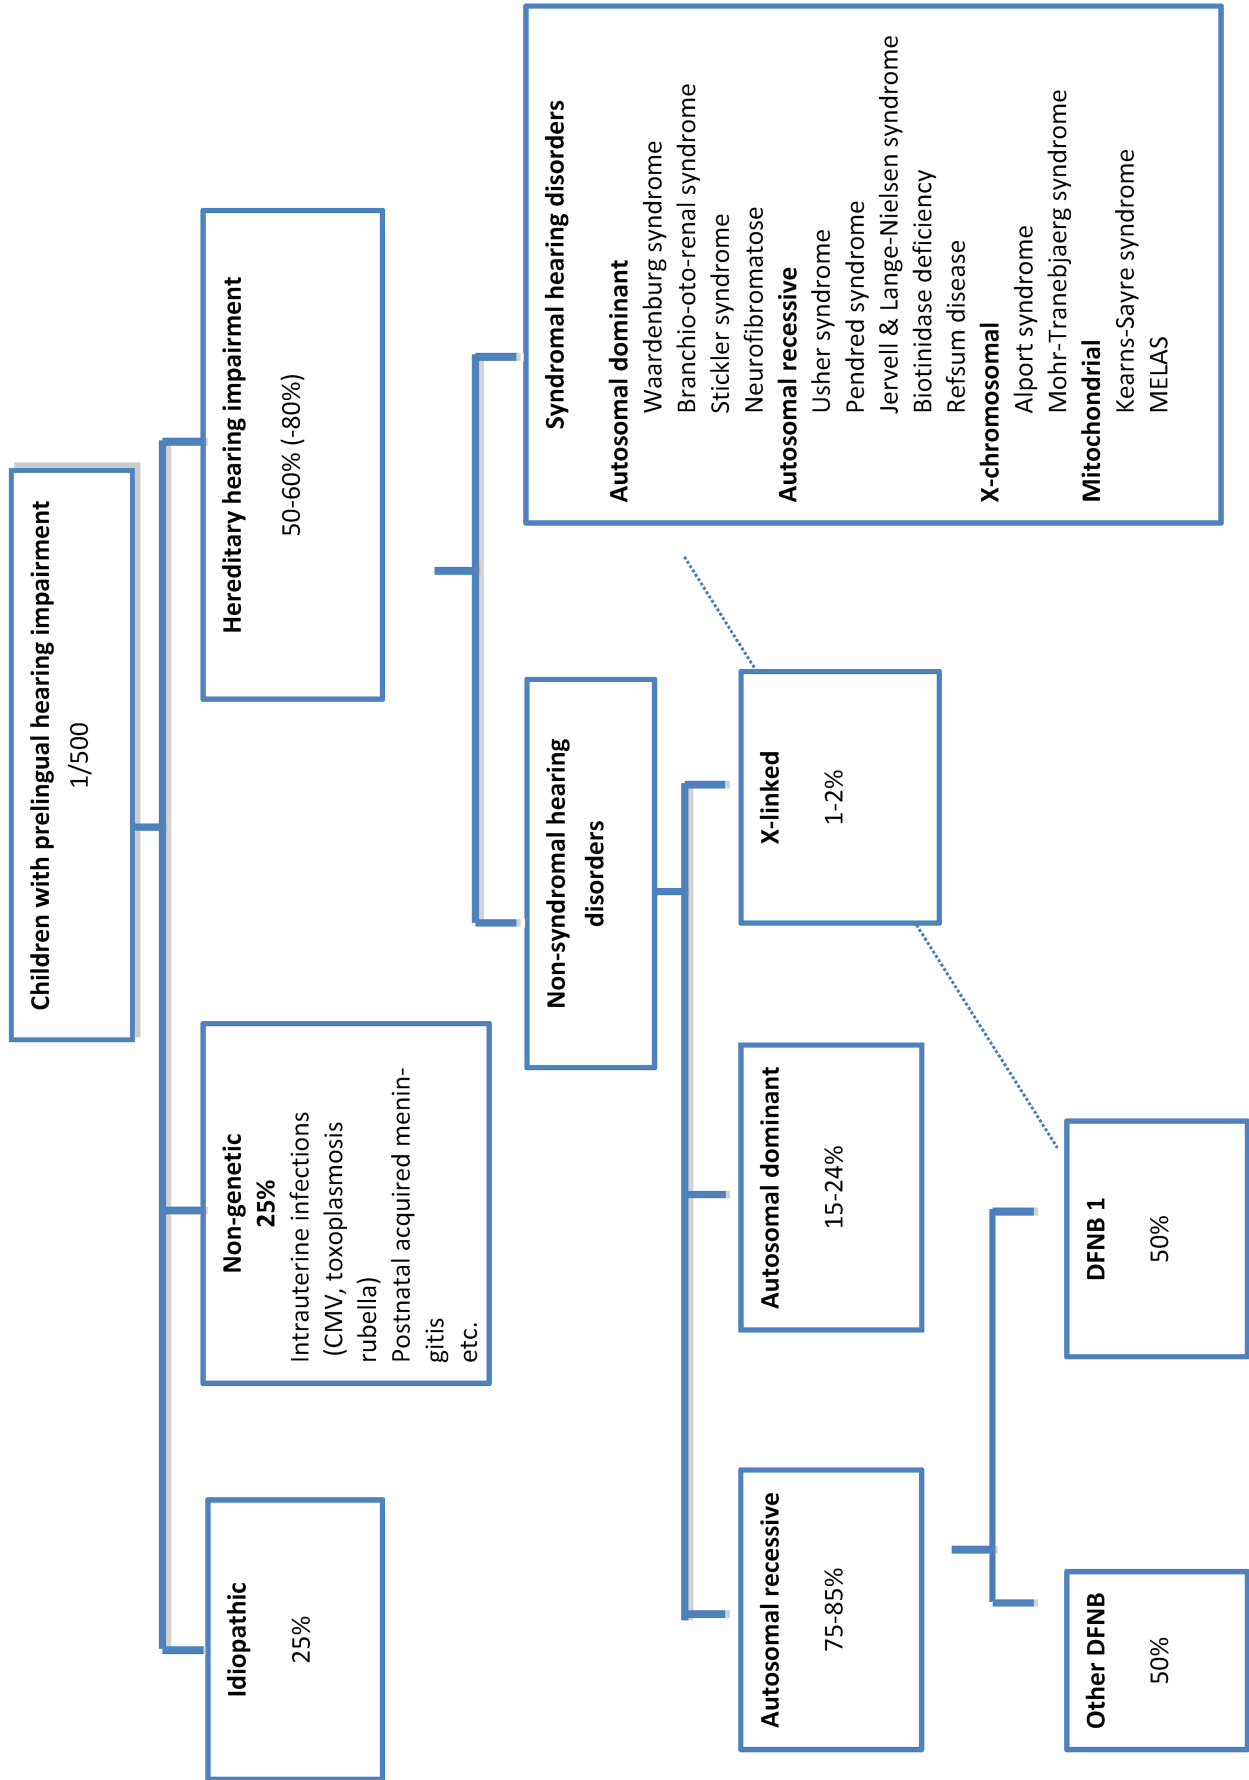 Children with prelingual hearing impairment
1/500
Idiopathic
25%
Non-genetic
25%
Intrauterine infections
(CMV, toxoplasmosis
rubella)
Postnatal acquired menin-
gitis
etc.
Hereditary hearing impairment
50-60% (-80%)
Non-syndromal hearing
disorders
Syndromal hearing disorders
Autosomal dominant
Waardenburg syndrome
Branchio-oto-renal syndrome
Stickler syndrome
Neurofibromatose
Autosomal recessive
Usher syndrome
Pendred syndrome
Jervell & Lange-Nielsen syndrome
Biotinidase deficiency
Refsum disease
X-chromosomal
Alport syndrome
Mohr-Tranebjaerg syndrome
Mitochondrial
Kearns-Sayre syndrome
MELAS
Autosomal recessive
75-85%
Autosomal dominant
15-24%
X-linked
1-2%
Other DFNB
50%
DFNB 1
50%